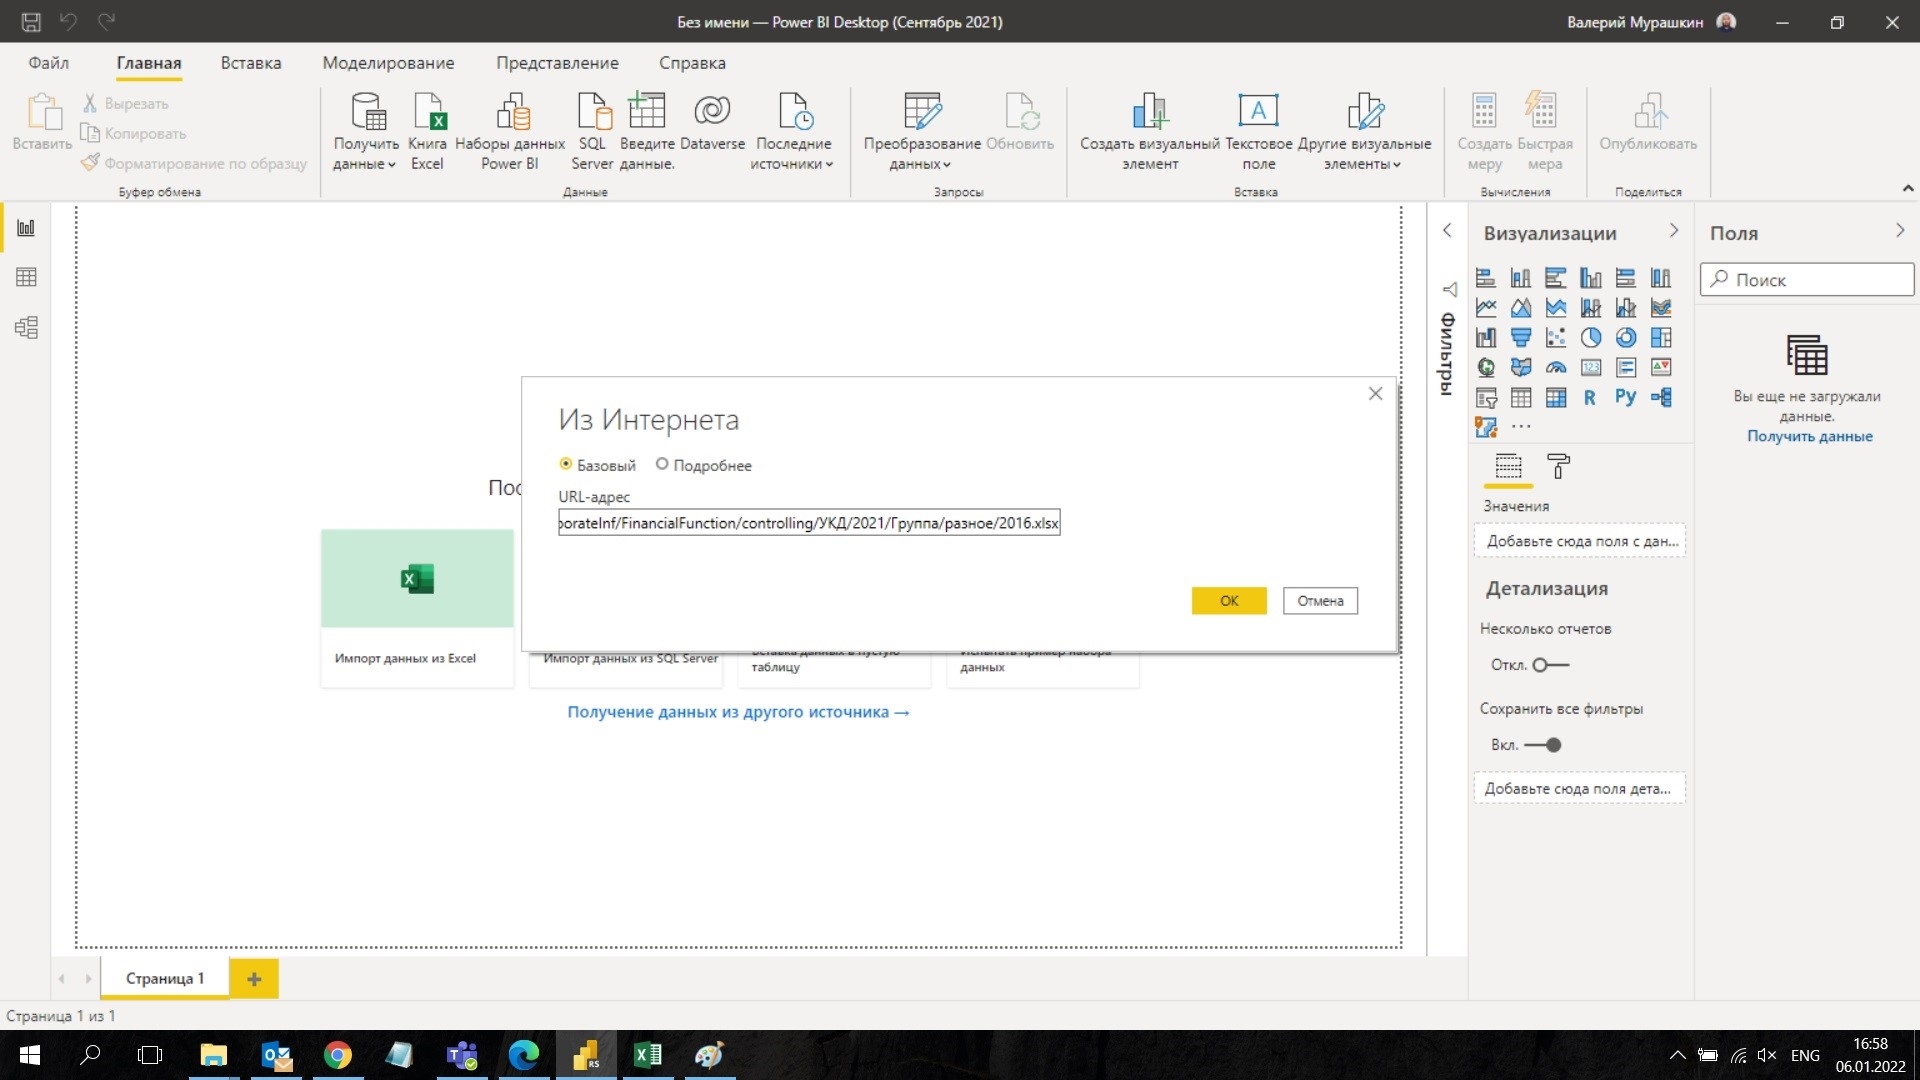 Без имени — Power BI Desktop (Сентябрь 2021)
Валерий Мурашкин
Файл Главная Вставка Моделирование Представление Справка
Вставить
Вырезать
Копировать
Форматирование по образцу
Буфер обмена
Получить данные
Книга Excel
Наборы данных Power BI
SQL Server
Введите данные.
Dataverse
Последние источники
Данные
Преобразование данных
Обновить
Запросы
Создать визуальный элемент
Текстовое поле
Другие визуальные элементы
Вставка
Создать меру
Быстрая мера
Вычисления
Опубликовать
Поделиться
Из Интернета
Базовый Подробнее
URL-адрес
porateInf/FinancialFunction/controlling/УКД/2021/Группа/разное/2016.xlsx
ОК Отмена
Пос
Импорт данных из Excel
Импорт данных из SQL Server
Вставка данных в пустую
таблицу
Испытать пример набора
данных
Получение данных из другого источника →
Фильтры
Визуализации
R Py
123
Значения
Добавьте сюда поля с дан...
Детализация
Несколько отчетов
Откл.
Сохранить все фильтры
Вкл.
Добавьте сюда поля дета...
Поля
Поиск
Вы еще не загружали
данные.
Получить данные
Страница 1
+
Страница 1 из 1
RS
ENG
16:58
06.01.2022